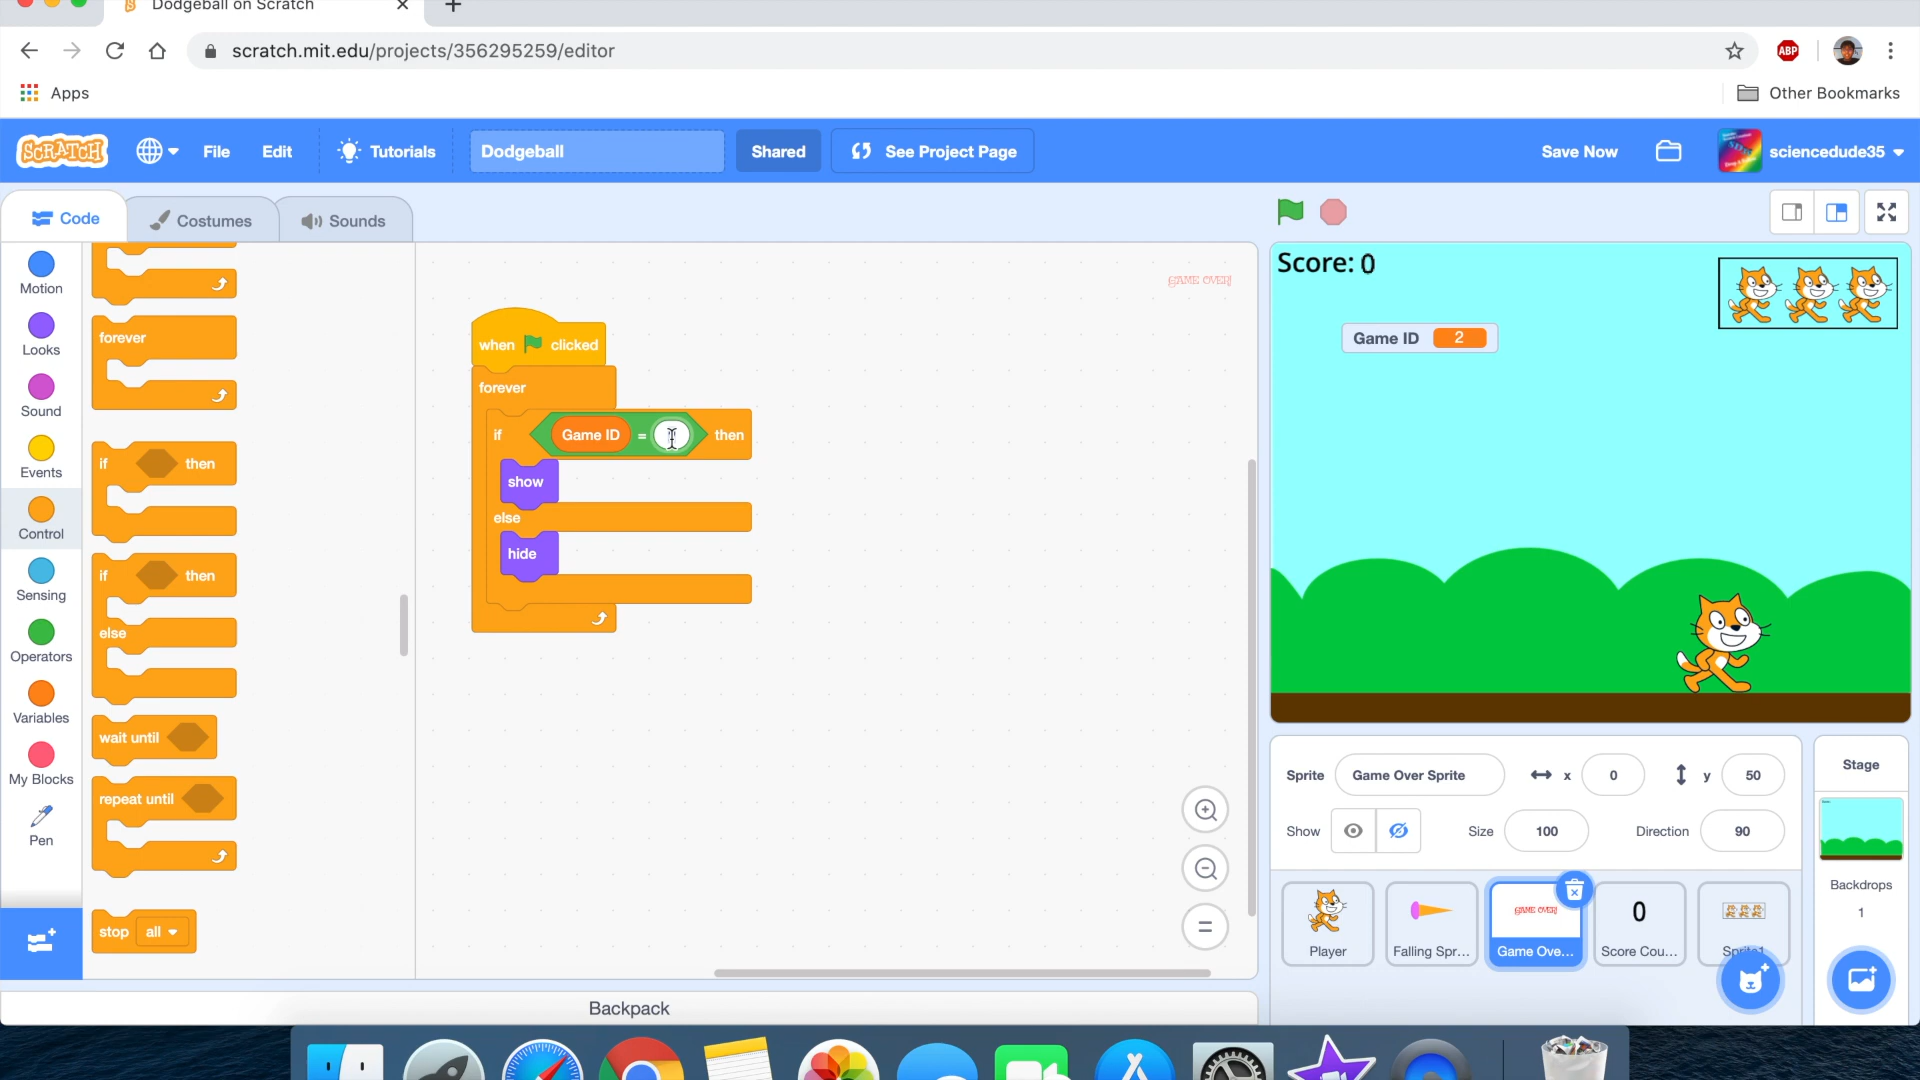 Dodgeball on Scratch
scratch.mit.edu/projects/356295259/editor
ABP
Apps
Other Bookmarks
SCRATCH
File
Edit
Tutorials
Dodgeball
Shared
See Project Page
Save Now
sciencedude35
Code
Costumes
Sounds
Motion
Looks
Sound
Events
Control
Sensing
Operators
Variables
My Blocks
Pen
forever
if then
if then
else
wait until
repeat until
stop all
GAME OVER!
when clicked
forever
if Game ID = then
show
else
hide
Backpack
Score: 0
Game ID 2
Sprite Game Over Sprite x 0 y 50
Show Size 100 Direction 90
Player
Falling Spr...
GAME OVER!
Game Ove...
0
Score Cou...
Sprite1
Stage
Backdrops
1